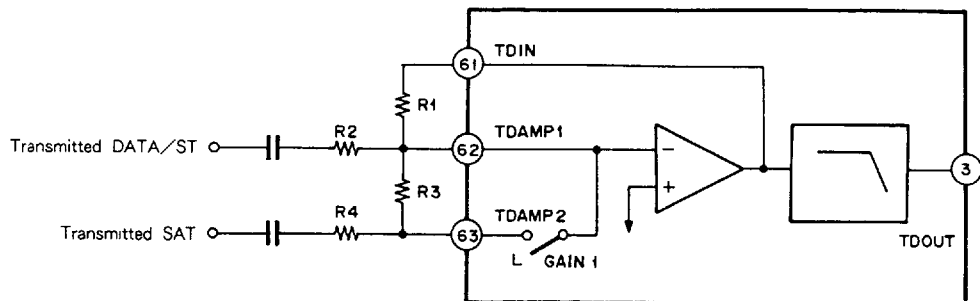 61 TDIN
R1
Transmitted DATA/ST R2 62 TDAMP1
R3
Transmitted SAT R4 63 TDAMP2
L GAIN 1
−
+
3
TDOUT